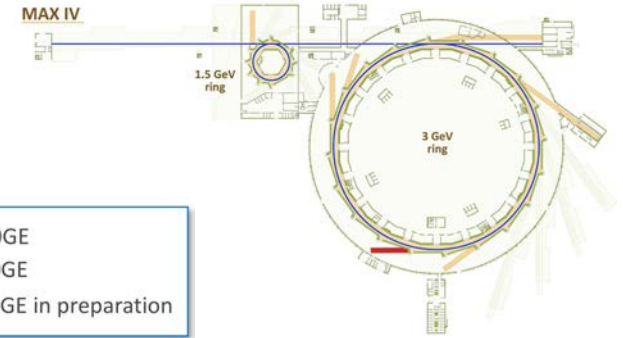 MAX IV
1.5 GeV
ring
3 GeV
ring
GE
GE
GE in preparation